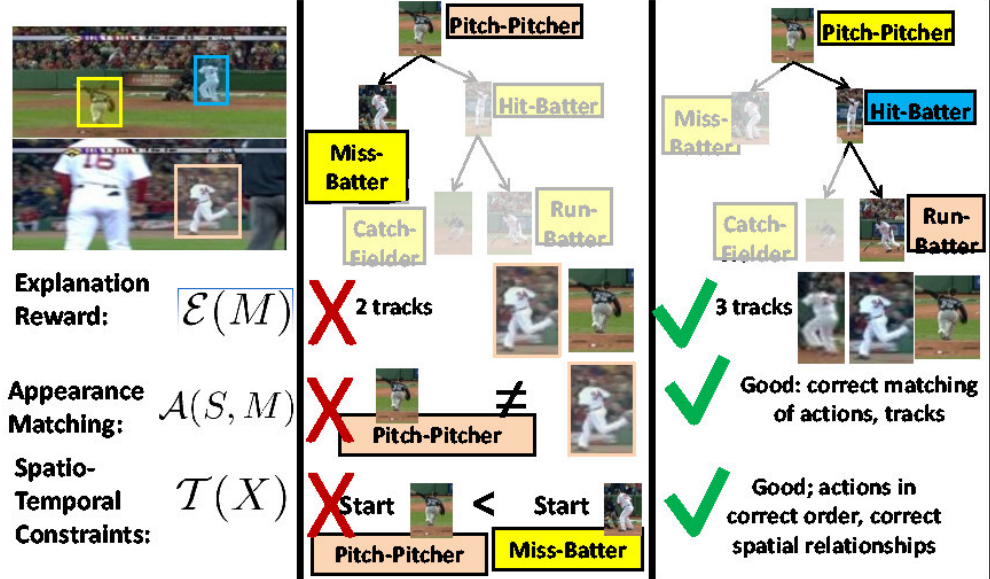 Pitch-Pitcher
Miss-
Batter
Hit-Batter
Catch-
Fielder
Run-
Batter
Pitch-Pitcher
Miss-
Batter
Hit-Batter
Catch-
Fielder
Run-
Batter
16
Explanation
Reward:
ℰ(M)
X 2 tracks
3 tracks
Appearance
Matching:
𝒜(S, M)
X
≠
Pitch-Pitcher
Good: correct matching
of actions, tracks
Spatio-
Temporal
Constraints:
𝒯(X)
X Start < Start
Pitch-Pitcher
Miss-Batter
Good; actions in
correct order, correct
spatial relationships